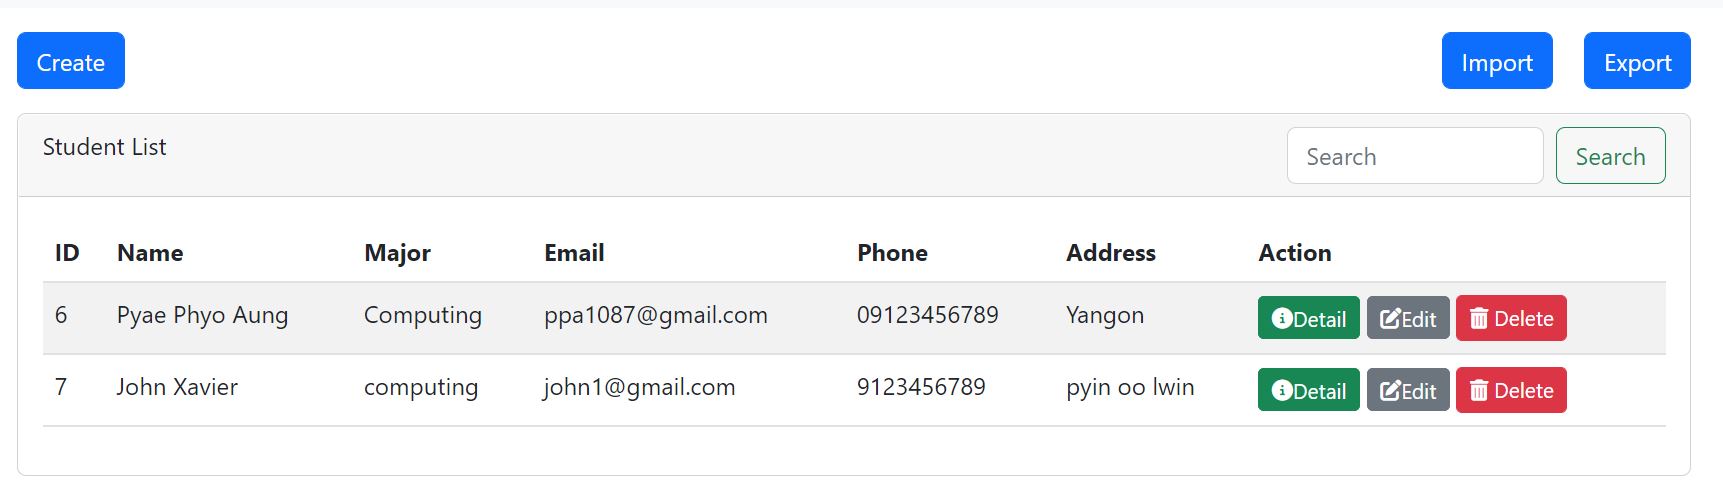 Create Import Export
Student List Search Search
ID Name Major Email Phone Address Action
6 Pyae Phyo Aung Computing ppa1087@gmail.com 09123456789 Yangon Detail Edit Delete
7 John Xavier computing john1@gmail.com 9123456789 pyin oo lwin Detail Edit Delete